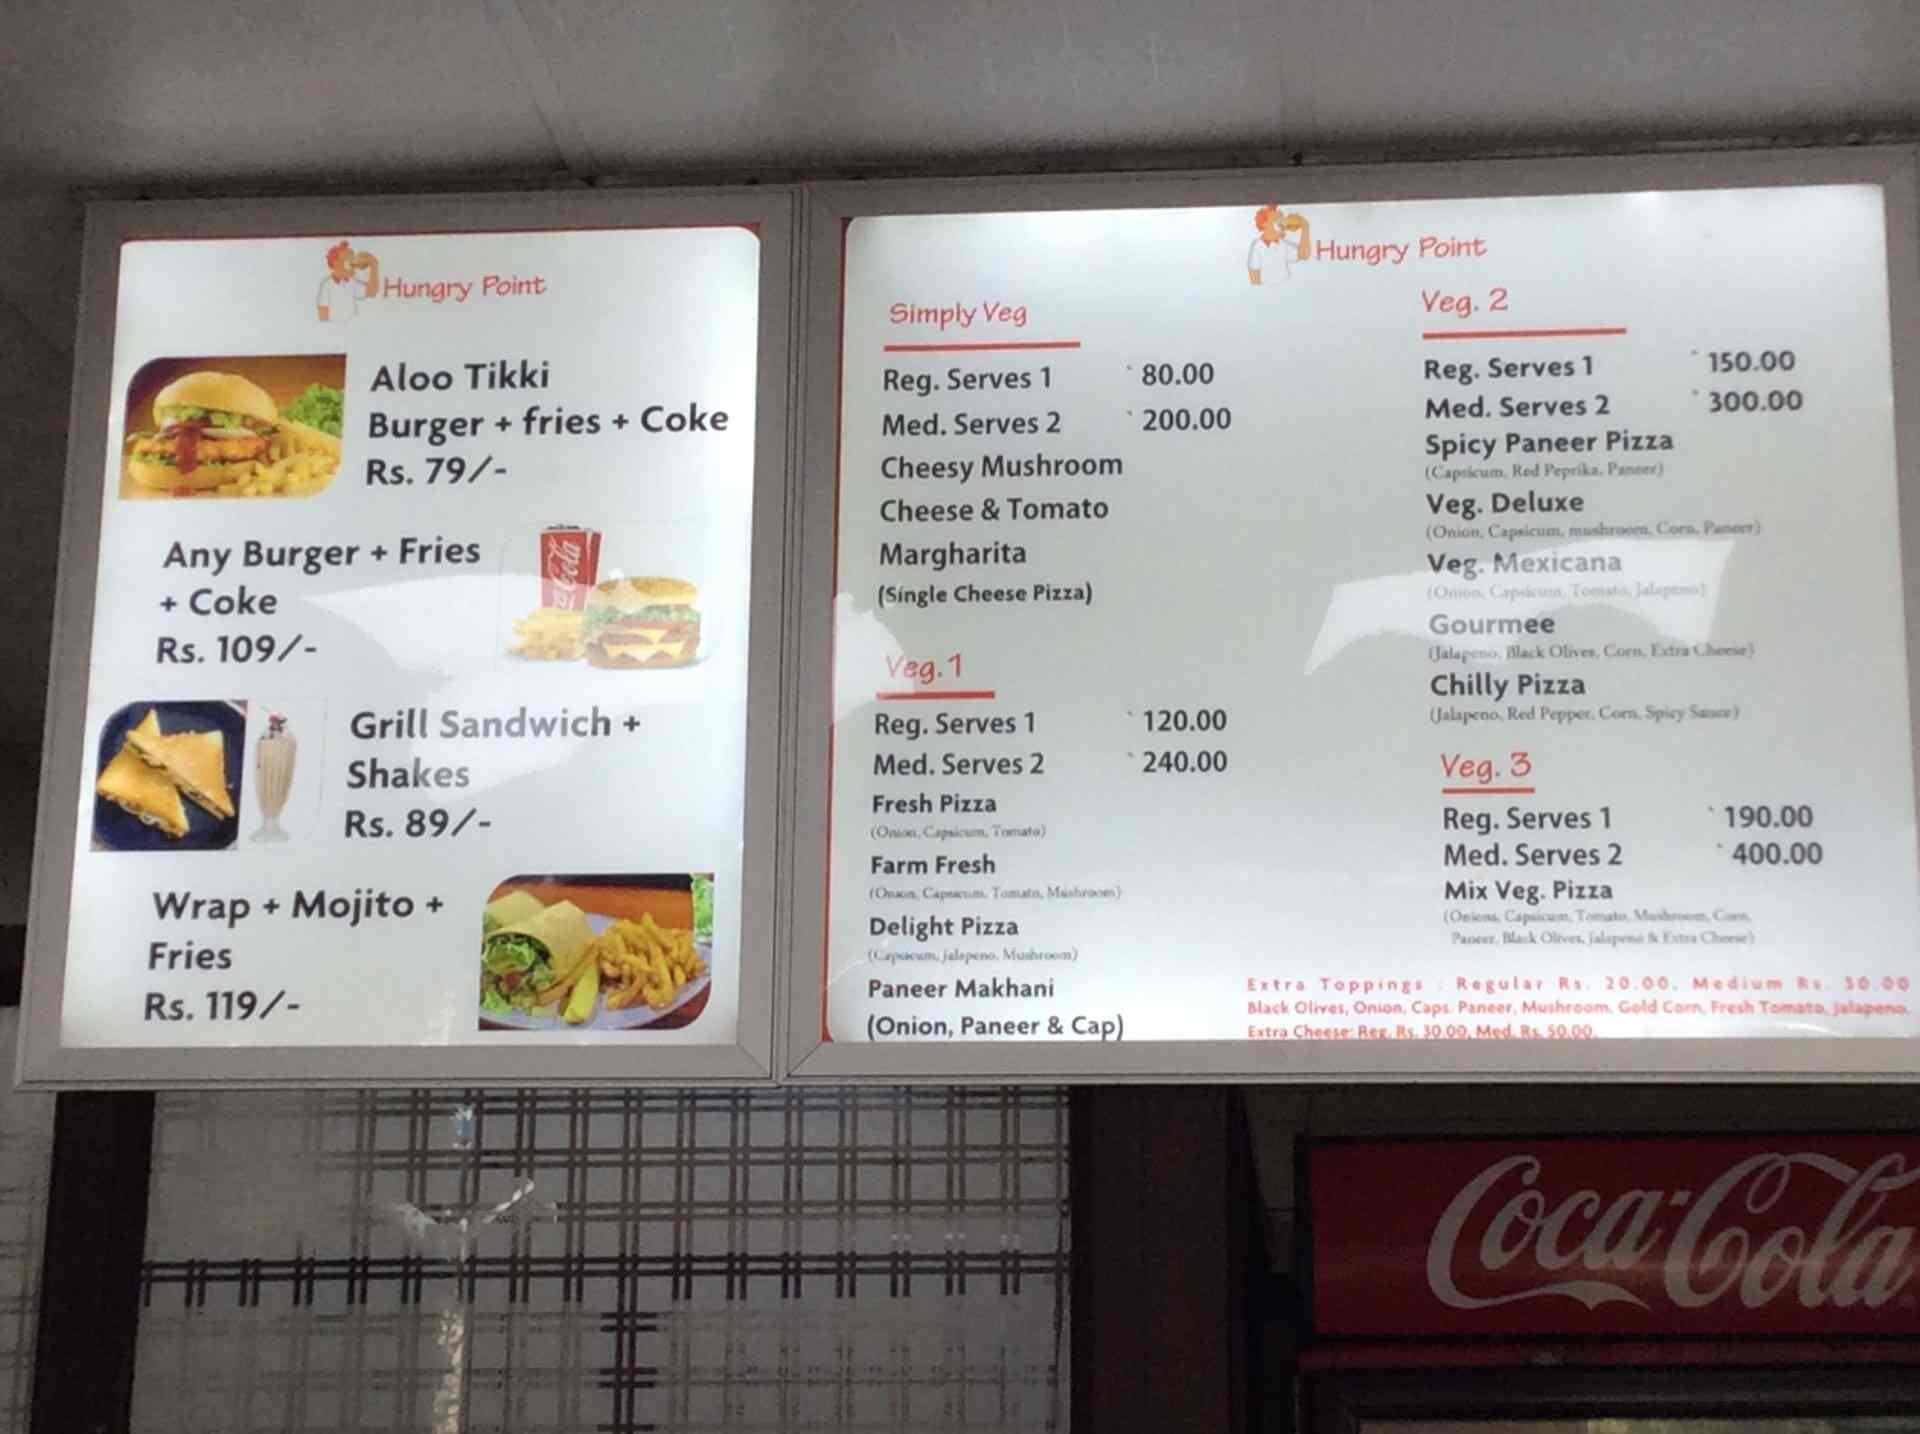 Hungry Point
Aloo Tikki
Burger + fries + Coke
Rs. 79/-
Any Burger + Fries
+ Coke
Rs. 109/-
Coca-Cola
Grill Sandwich +
Shakes
Rs. 89/-
Wrap + Mojito +
Fries
Rs. 119/-
Hungry Point
Simply Veg
Reg. Serves 1 ` 80.00
Med. Serves 2 ` 200.00
Cheesy Mushroom
Cheese & Tomato
Margharita
(Single Cheese Pizza)
Veg. 1
Reg. Serves 1 ` 120.00
Med. Serves 2 ` 240.00
Fresh Pizza
(Onion, Capsicum, Tomato)
Farm Fresh
(Onion, Capsicum, Tomato, Mushroom)
Delight Pizza
(Capsicum, Jalapeno, Mushroom)
Paneer Makhani
(Onion, Paneer & Cap)
Veg. 2
Reg. Serves 1 ` 150.00
Med. Serves 2 ` 300.00
Spicy Paneer Pizza
(Capsicum, Red Peprika, Paneer)
Veg. Deluxe
(Onion, Capsicum, mushroom, Corn, Paneer)
Veg. Mexicana
(Onion, Capsicum, Tomato, Jalapeno)
Gourmee
(Jalapeno, Black Olives, Corn, Extra Cheese)
Chilly Pizza
(Jalapeno, Red Pepper, Corn, Spicy Sauce)
Veg. 3
Reg. Serves 1 ` 190.00
Med. Serves 2 ` 400.00
Mix Veg. Pizza
(Onions, Capsicum, Tomato, Mushroom, Corn,
Paneer, Black Olives, Jalapeno & Extra Cheese)
Extra Toppings : Regular Rs. 20.00, Medium Rs. 30.00
Black Olives, Onion, Caps. Paneer, Mushroom, Gold Corn, Fresh Tomato, Jalapeno.
Extra Cheese: Reg. Rs. 30.00, Med. Rs. 50.00.
Coca-Cola